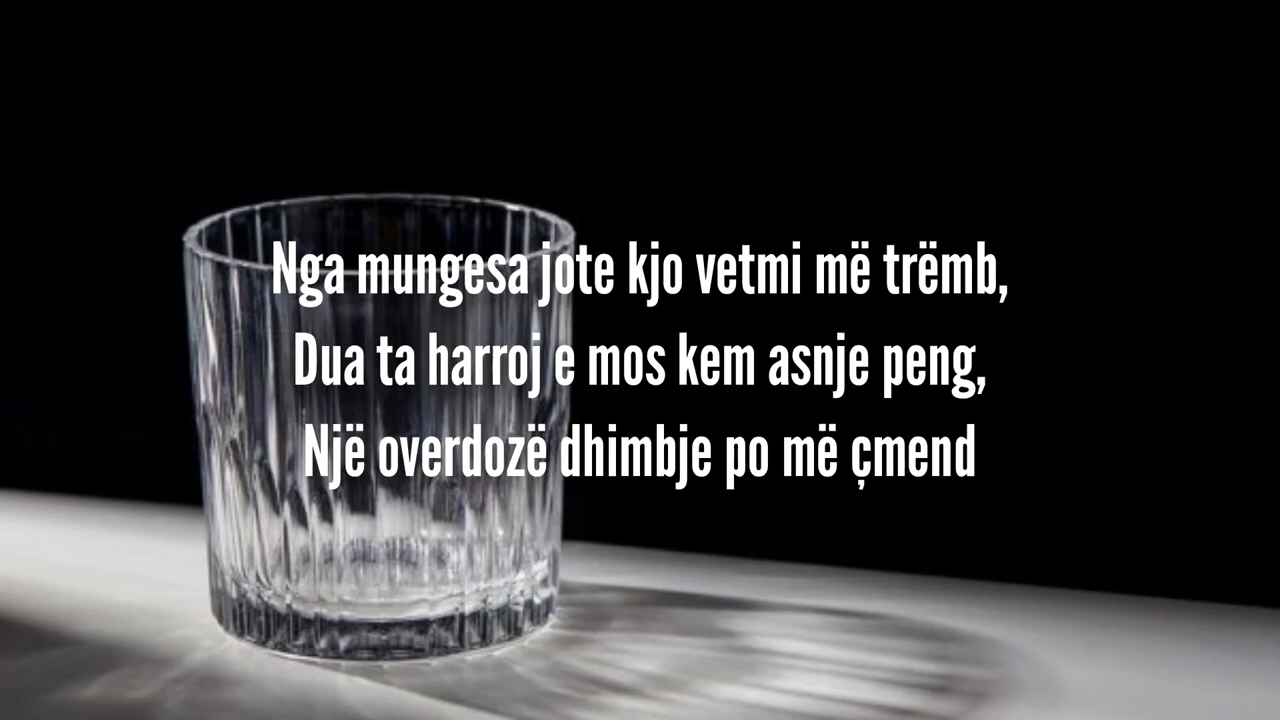 Nga mungesa jote kjo vetmi më trëmb,
Dua ta harroj e mos kem asnje peng,
Një overdozë dhimbje po më çmend